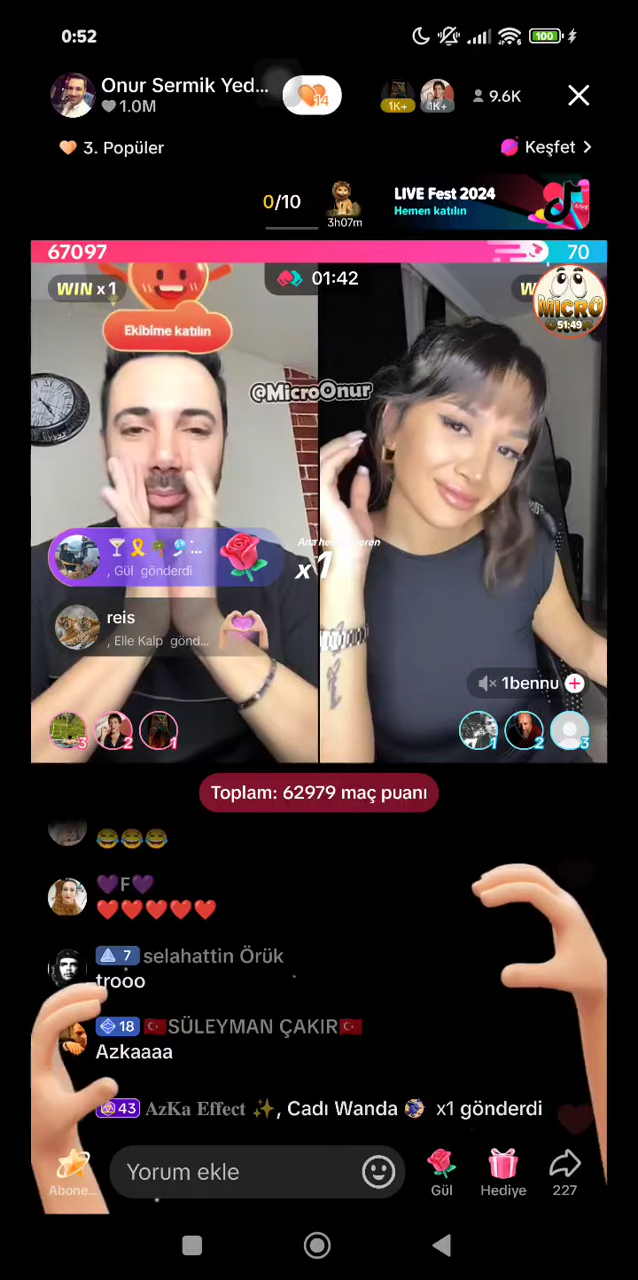 0:52
100
Onur Sermik Yed...
1.0M
14
1K+
1K+
9.6K
3. Popüler
Keşfet
0/10
3h07m
LIVE Fest 2024
Hemen katılın
67097
70
WIN x 1
01:42
MICRO
51:49
Ekibime katılın
@MicroOnur
, Gül gönderdi
x1
reis
, Elle Kalp gönd...
1bennu
3
2
1
1
2
3
Toplam: 62979 maç puanı
F
7 selahattin Örük
trooo
18 SÜLEYMAN ÇAKIR
Azkaaaa
43 AzKa Effect ✨, Cadı Wanda x1 gönderdi
Abone...
Yorum ekle
Gül
Hediye
227